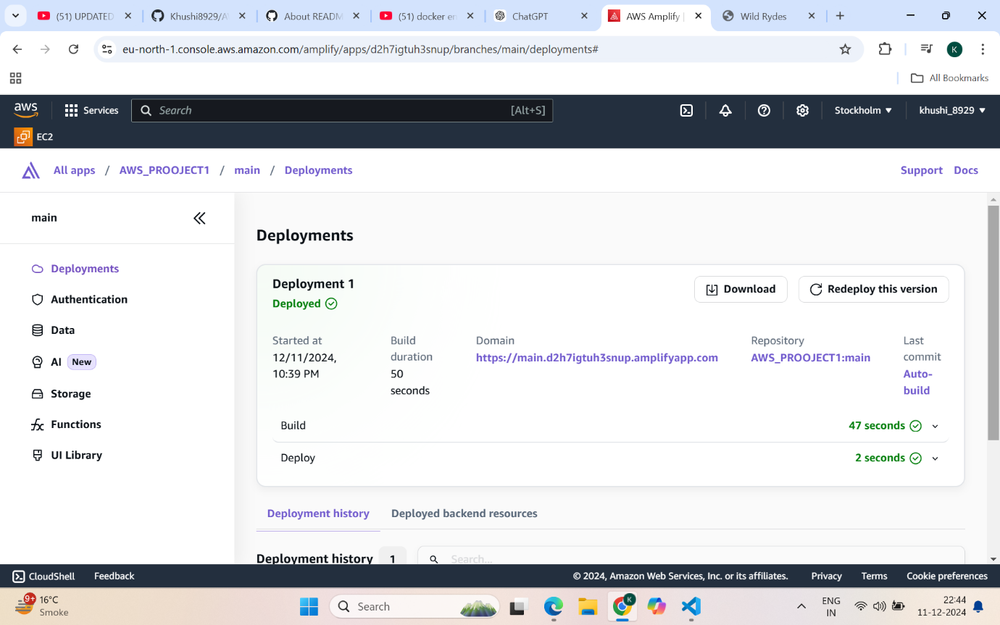 (51) UPDATED
Khushi8929/A
About READM
(51) docker en
ChatGPT
AWS Amplify |
Wild Rydes
eu-north-1.console.aws.amazon.com/amplify/apps/d2h7igtuh3snup/branches/main/deployments#
K
All Bookmarks
aws
Services
Search
[Alt+S]
Stockholm
khushi_8929
EC2
All apps / AWS_PROOJECT1 / main / Deployments
Support
Docs
main
Deployments
Authentication
Data
AI New
Storage
Functions
UI Library
Deployments
Deployment 1
Deployed
Download
Redeploy this version
Started at
12/11/2024,
10:39 PM
Build
duration
50
seconds
Domain
https://main.d2h7igtuh3snup.amplifyapp.com
Repository
AWS_PROOJECT1:main
Last
commit
Auto-
build
Build
47 seconds
Deploy
2 seconds
Deployment history
Deployed backend resources
Deployment history 1
Search...
CloudShell
Feedback
© 2024, Amazon Web Services, Inc. or its affiliates.
Privacy
Terms
Cookie preferences
9+
16°C
Smoke
Search
K
ENG
IN
22:44
11-12-2024